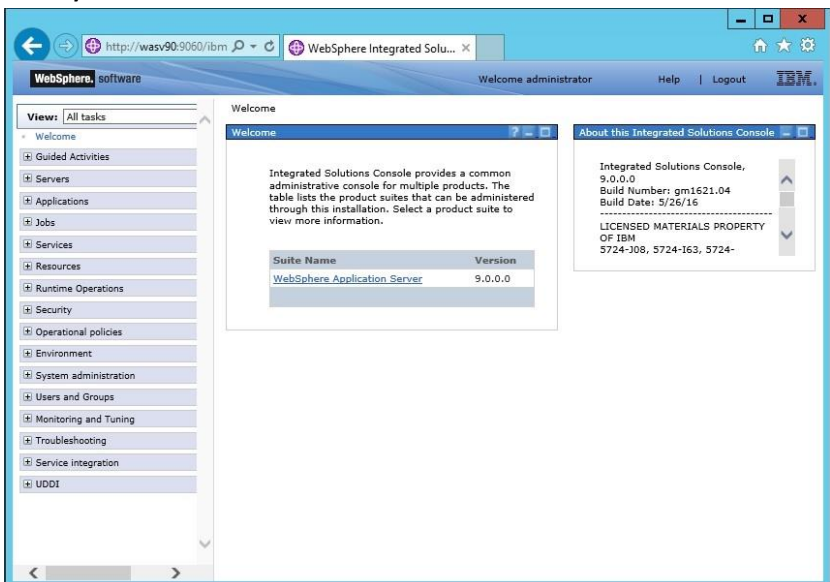 http://wasv90:9060/ibm
WebSphere Integrated Solu...
WebSphere. software
Welcome administrator
Help | Logout
IBM.
View: All tasks
Welcome
Guided Activities
Servers
Applications
Jobs
Services
Resources
Runtime Operations
Security
Operational policies
Environment
System administration
Users and Groups
Monitoring and Tuning
Troubleshooting
Service integration
UDDI
Welcome
Welcome
Integrated Solutions Console provides a common
administrative console for multiple products. The
table lists the product suites that can be administered
through this installation. Select a product suite to
view more information.
Suite Name Version
WebSphere Application Server 9.0.0.0
About this Integrated Solutions Console
Integrated Solutions Console,
9.0.0.0
Build Number: gm1621.04
Build Date: 5/26/16
------------------------------------
LICENSED MATERIALS PROPERTY
OF IBM
5724-J08, 5724-I63, 5724-